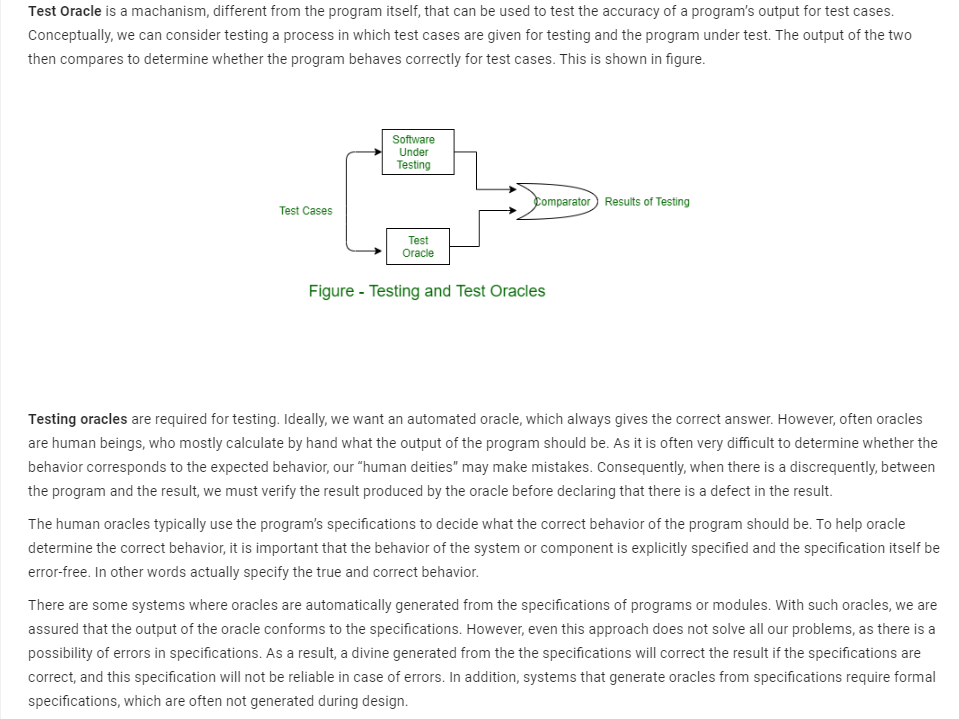 Test Oracle is a machanism, different from the program itself, that can be used to test the accuracy of a program's output for test cases.
Conceptually, we can consider testing a process in which test cases are given for testing and the program under test. The output of the two
then compares to determine whether the program behaves correctly for test cases. This is shown in figure.
Software
Under
Testing
Test Cases
Comparator
Results of Testing
Test
Oracle
Figure - Testing and Test Oracles
Testing oracles are required for testing. Ideally, we want an automated oracle, which always gives the correct answer. However, often oracles
are human beings, who mostly calculate by hand what the output of the program should be. As it is often very difficult to determine whether the
behavior corresponds to the expected behavior, our "human deities" may make mistakes. Consequently, when there is a discrequently, between
the program and the result, we must verify the result produced by the oracle before declaring that there is a defect in the result.
The human oracles typically use the program's specifications to decide what the correct behavior of the program should be. To help oracle
determine the correct behavior, it is important that the behavior of the system or component is explicitly specified and the specification itself be
error-free. In other words actually specify the true and correct behavior.
There are some systems where oracles are automatically generated from the specifications of programs or modules. With such oracles, we are
assured that the output of the oracle conforms to the specifications. However, even this approach does not solve all our problems, as there is a
possibility of errors in specifications. As a result, a divine generated from the the specifications will correct the result if the specifications are
correct, and this specification will not be reliable in case of errors. In addition, systems that generate oracles from specifications require formal
specifications, which are often not generated during design.